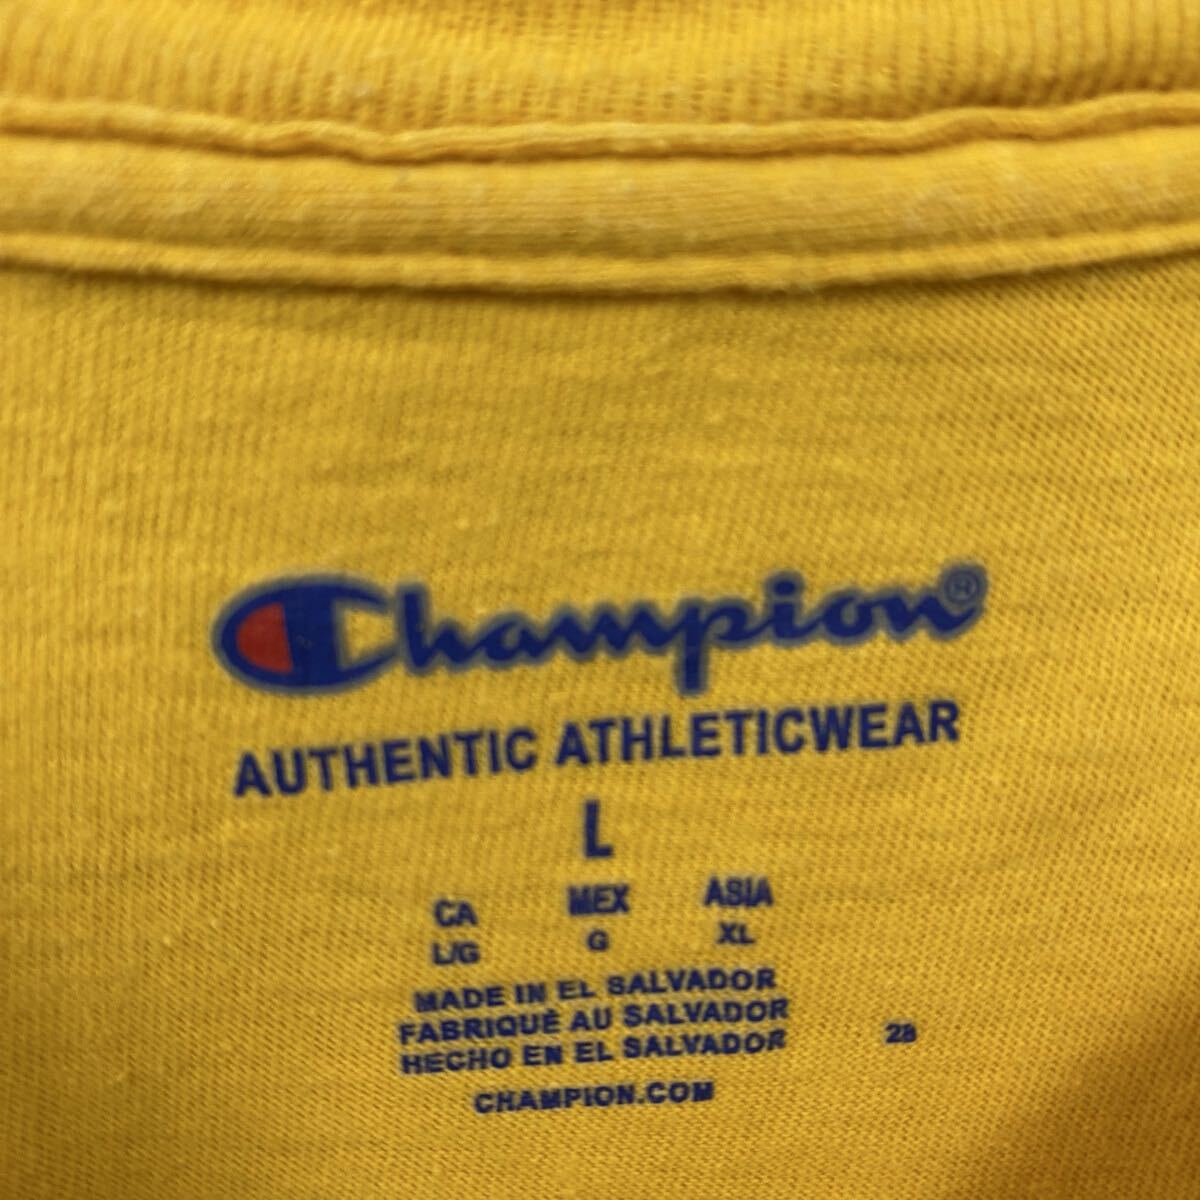 Champion®
AUTHENTIC ATHLETICWEAR
L
CA MEX ASIA
L/G G XL
MADE IN EL SALVADOR
FABRIQUÉ AU SALVADOR
HECHO EN EL SALVADOR
28
CHAMPION.COM